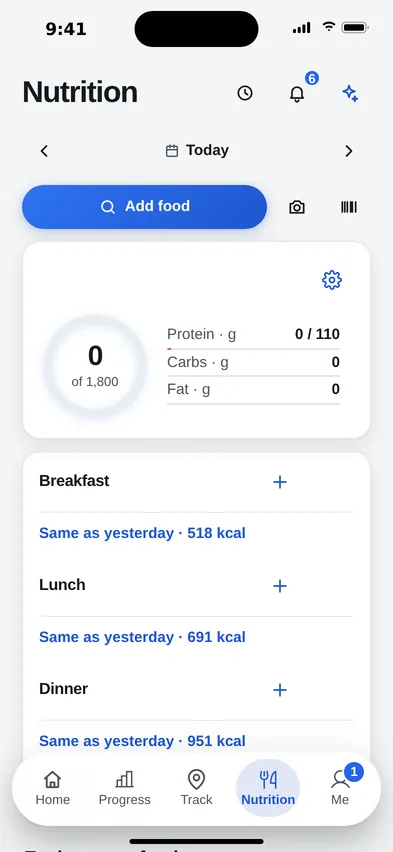 9:41
Nutrition
6
Today
Add food
0
of 1,800
Protein · g 0 / 110
Carbs · g 0
Fat · g 0
Breakfast
Same as yesterday · 518 kcal
Lunch
Same as yesterday · 691 kcal
Dinner
Same as yesterday · 951 kcal
1
Home Progress Track Nutrition Me